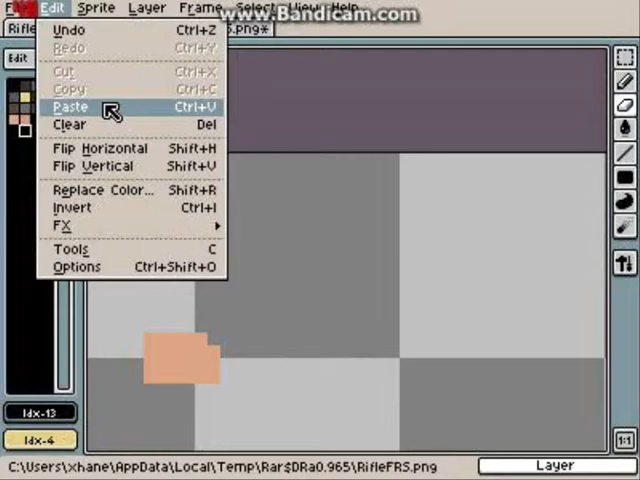 Edit Sprite Layer Frame Select View Help
www.Bandicam.com
Rifle
S.png*
Edit
Undo Ctrl+Z
Redo Ctrl+Y
Cut Ctrl+X
Copy Ctrl+C
Paste Ctrl+V
Clear Del
Flip Horizontal Shift+H
Flip Vertical Shift+V
Replace Color... Shift+R
Invert Ctrl+I
FX
Tools C
Options Ctrl+Shift+O
Idx-13
Idx-4
1:1
C:\Users\xhane\AppData\Local\Temp\Rar$DRa0.965\RifleFRS.png
Layer